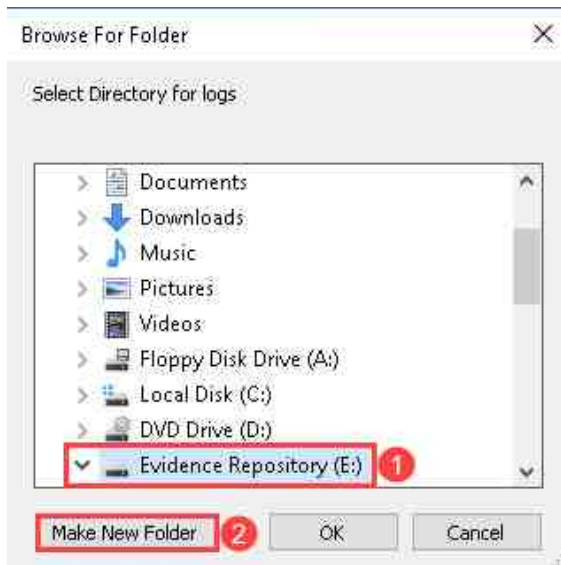 Browse For Folder
Select Directory for logs
Documents
Downloads
Music
Pictures
Videos
Floppy Disk Drive (A:)
Local Disk (C:)
DVD Drive (D:)
Evidence Repository (E:) 1
Make New Folder 2 OK Cancel